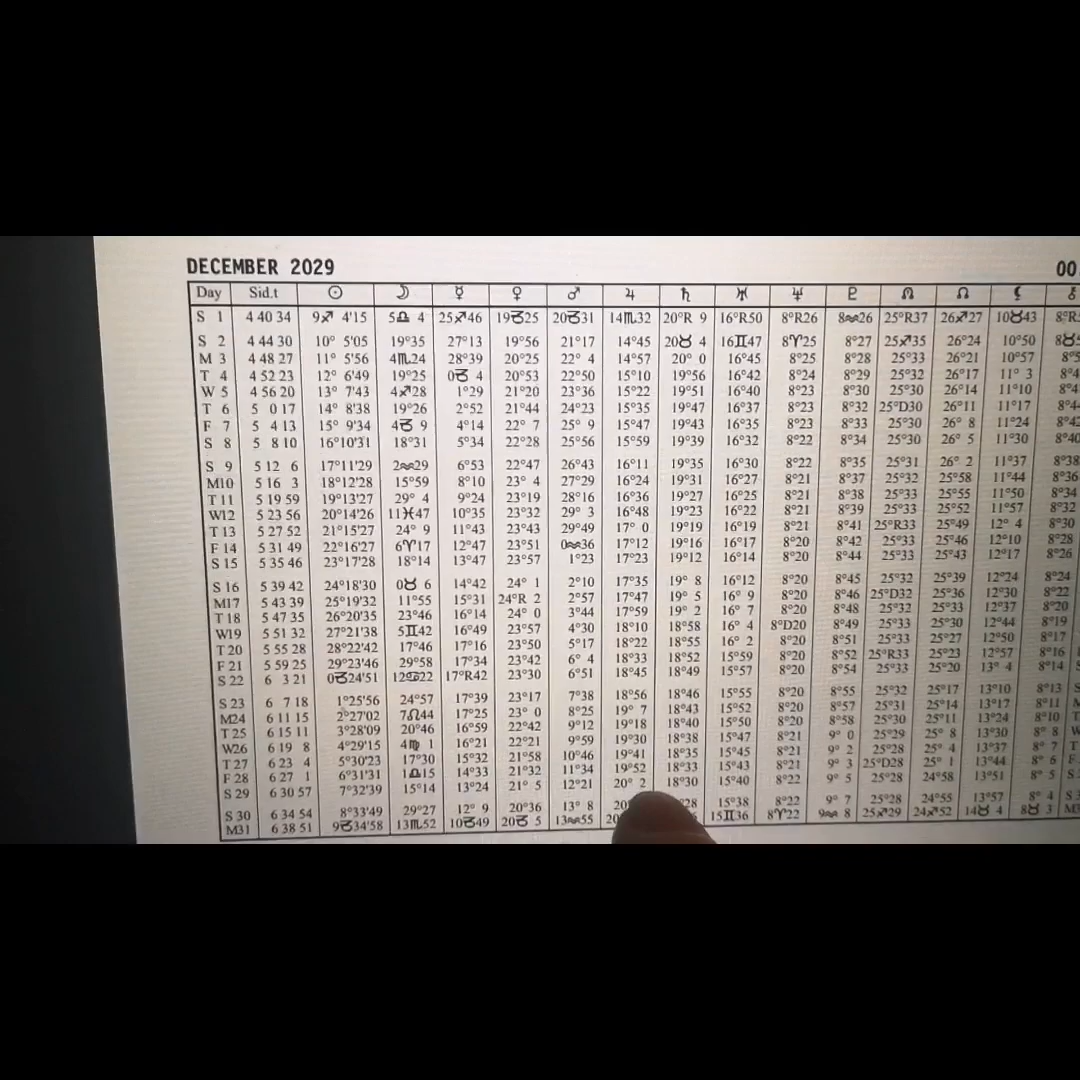 DECEMBER 2029 00
Day Sid.t ☉ ☽ ☿ ♀ ♂ ♃ ♄ ♅ ♆ ♇ ☊ ☊ ⚸ ⚷
S 1 4 40 34 9♐ 4'15 5♎ 4 25♐46 19♑25 20♑31 14♏32 20°R 9 16°R50 8°R26 8♒26 25°R37 26♐27 10♉43 8°R
S 2 4 44 30 10° 5'05 19°35 27°13 19°56 21°17 14°45 20♉ 4 16♊47 8♈25 8°27 25♐35 26°24 10°50 8♉
M 3 4 48 27 11° 5'56 4♏24 28°39 20°25 22° 4 14°57 20° 0 16°45 8°25 8°28 25°33 26°21 10°57
T 4 4 52 23 12° 6'49 19°25 0♑ 4 20°53 22°50 15°10 19°56 16°42 8°24 8°29 25°32 26°17 11° 3
W 5 4 56 20 13° 7'43 4♐28 1°29 21°20 23°36 15°22 19°51 16°40 8°23 8°30 25°30 26°14 11°10
T 6 5 0 17 14° 8'38 19°26 2°52 21°44 24°23 15°35 19°47 16°37 8°23 8°32 25°D30 26°11 11°17
F 7 5 4 13 15° 9'34 4♑ 9 4°14 22° 7 25° 9 15°47 19°43 16°35 8°23 8°33 25°30 26° 8 11°24 8°42
S 8 5 8 10 16°10'31 18°31 5°34 22°28 25°56 15°59 19°39 16°32 8°22 8°34 25°30 26° 5 11°30 8°40
S 9 5 12 6 17°11'29 2♒29 6°53 22°47 26°43 16°11 19°35 16°30 8°22 8°35 25°31 26° 2 11°37 8°38
M10 5 16 3 18°12'28 15°59 8°10 23° 4 27°29 16°24 19°31 16°27 8°21 8°37 25°32 25°58 11°44 8°36
T 11 5 19 59 19°13'27 29° 4 9°24 23°19 28°16 16°36 19°27 16°25 8°21 8°38 25°33 25°55 11°50 8°34
W12 5 23 56 20°14'26 11♓47 10°35 23°32 29° 3 16°48 19°23 16°22 8°21 8°39 25°33 25°52 11°57 8°32
T 13 5 27 52 21°15'27 24° 9 11°43 23°43 29°49 17° 0 19°19 16°19 8°21 8°41 25°R33 25°49 12° 4 8°30
F 14 5 31 49 22°16'27 6♈17 12°47 23°51 0♒36 17°12 19°16 16°17 8°20 8°42 25°33 25°46 12°10 8°28
S 15 5 35 46 23°17'28 18°14 13°47 23°57 1°23 17°23 19°12 16°14 8°20 8°44 25°33 25°43 12°17 8°26
S 16 5 39 42 24°18'30 0♉ 6 14°42 24° 1 2°10 17°35 19° 8 16°12 8°20 8°45 25°32 25°39 12°24 8°24
M17 5 43 39 25°19'32 11°55 15°31 24°R 2 2°57 17°47 19° 5 16° 9 8°20 8°46 25°D32 25°36 12°30 8°22
T 18 5 47 35 26°20'35 23°46 16°14 24° 0 3°44 17°59 19° 2 16° 7 8°20 8°48 25°32 25°33 12°37 8°20
W19 5 51 32 27°21'38 5♊42 16°49 23°57 4°30 18°10 18°58 16° 4 8°D20 8°49 25°33 25°30 12°44 8°19
T 20 5 55 28 28°22'42 17°46 17°16 23°50 5°17 18°22 18°55 16° 2 8°20 8°51 25°33 25°27 12°50 8°17
F 21 5 59 25 29°23'46 29°58 17°34 23°42 6° 4 18°33 18°52 15°59 8°20 8°52 25°R33 25°23 12°57 8°16
S 22 6 3 21 0♑24'51 12♋22 17°R42 23°30 6°51 18°45 18°49 15°57 8°20 8°54 25°33 25°20 13° 4 8°14 S
S 23 6 7 18 1°25'56 24°57 17°39 23°17 7°38 18°56 18°46 15°55 8°20 8°55 25°32 25°17 13°10 8°13 S
M24 6 11 15 2°27'02 7♌44 17°25 23° 0 8°25 19° 7 18°43 15°52 8°20 8°57 25°31 25°14 13°17 8°11 M
T 25 6 15 11 3°28'09 20°46 16°59 22°42 9°12 19°18 18°40 15°50 8°20 8°58 25°30 25°11 13°24 8°10 T
W26 6 19 8 4°29'15 4♍ 1 16°21 22°21 9°59 19°30 18°38 15°47 8°21 9° 0 25°29 25° 8 13°30 8° 8 W
T 27 6 23 4 5°30'23 17°30 15°32 21°58 10°46 19°41 18°35 15°45 8°21 9° 2 25°28 25° 4 13°37 8° 7 T
F 28 6 27 1 6°31'31 1♎15 14°33 21°32 11°34 19°52 18°33 15°43 8°21 9° 3 25°D28 25° 1 13°44 8° 6 F
S 29 6 30 57 7°32'39 15°14 13°24 21° 5 12°21 20° 2 18°30 15°40 8°22 9° 5 25°28 24°58 13°51 8° 5 S
S 30 6 34 54 8°33'49 29°27 12° 9 20°36 13° 8 20 28 15°38 8°22 9° 7 25°28 24°55 13°57 8° 4 S
M31 6 38 51 9♑34'58 13♏52 10♑49 20♑ 5 13♒55 20 15♊36 8♈22 9♒ 8 25♐29 24♐52 14♉ 4 8♉ 3 M